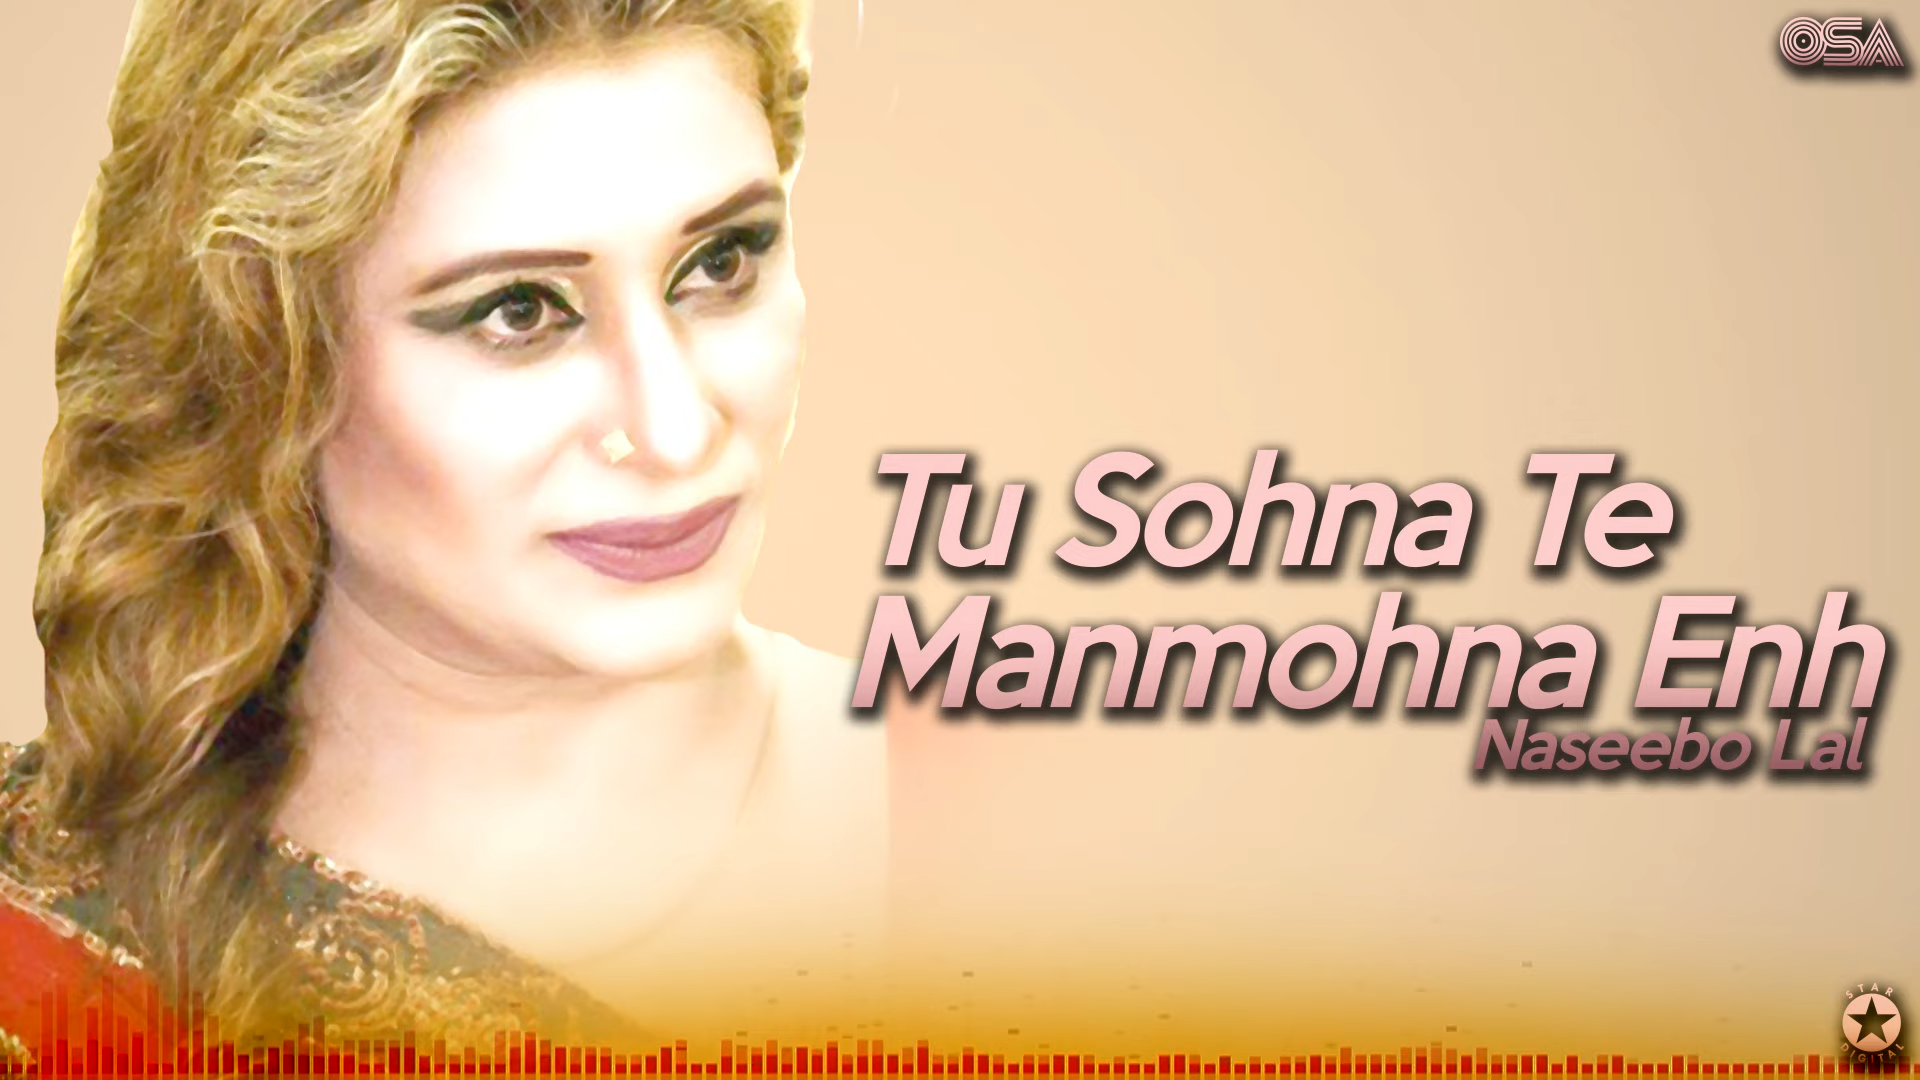 OSA
Tu Sohna Te
Manmohna Enh
Naseebo Lal
STAR
DIGITAL